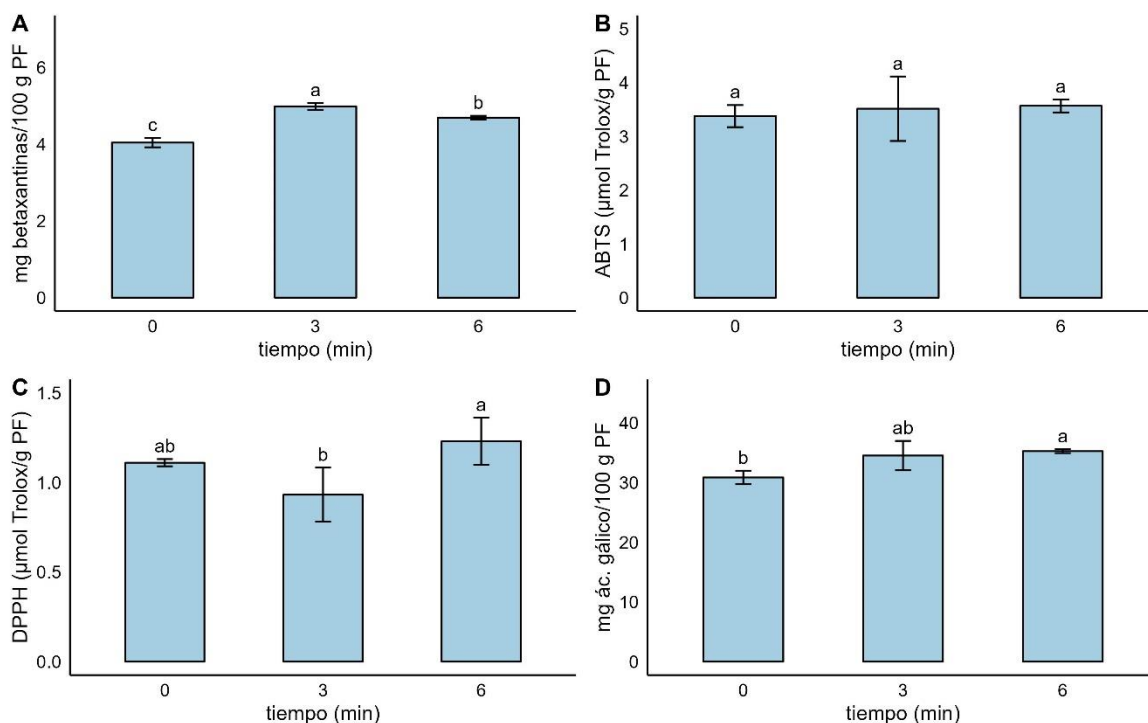 A
mg betaxantinas/100 g PF
6
4
2
0
c
a
b
0 3 6
tiempo (min)
B
ABTS (µmol Trolox/g PF)
5
4
3
2
1
0
a
a
a
0 3 6
tiempo (min)
C
DPPH (µmol Trolox/g PF)
1.5
1.0
0.5
0.0
ab
b
a
0 3 6
tiempo (min)
D
mg ác. gálico/100 g PF
40
30
20
10
0
b
ab
a
0 3 6
tiempo (min)